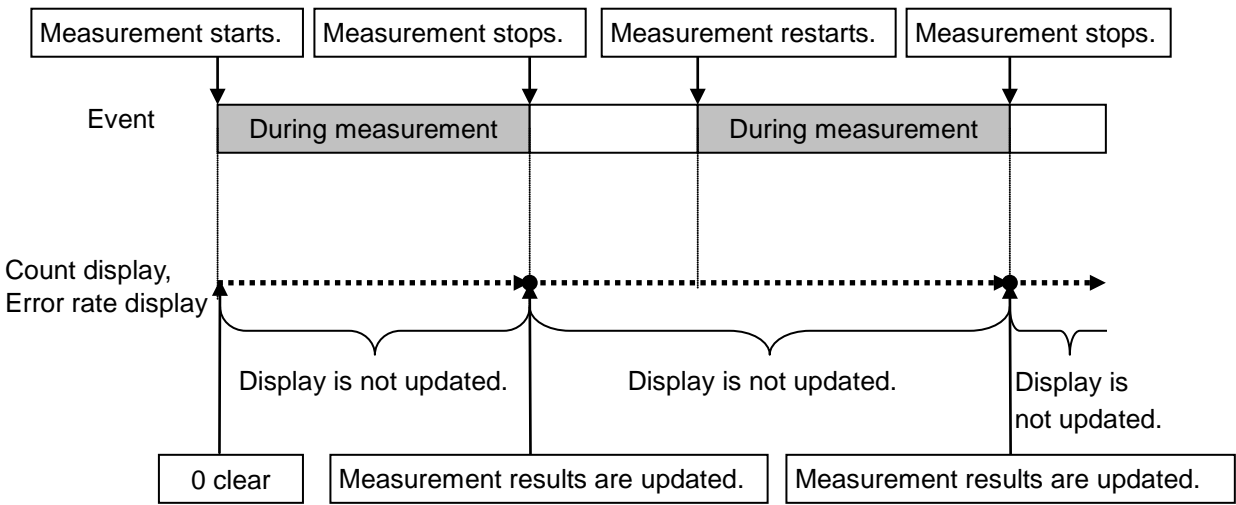 Measurement starts.
Measurement stops.
Measurement restarts.
Measurement stops.
Event
During measurement
During measurement
Count display,
Error rate display
Display is not updated.
Display is not updated.
Display is
not updated.
0 clear
Measurement results are updated.
Measurement results are updated.